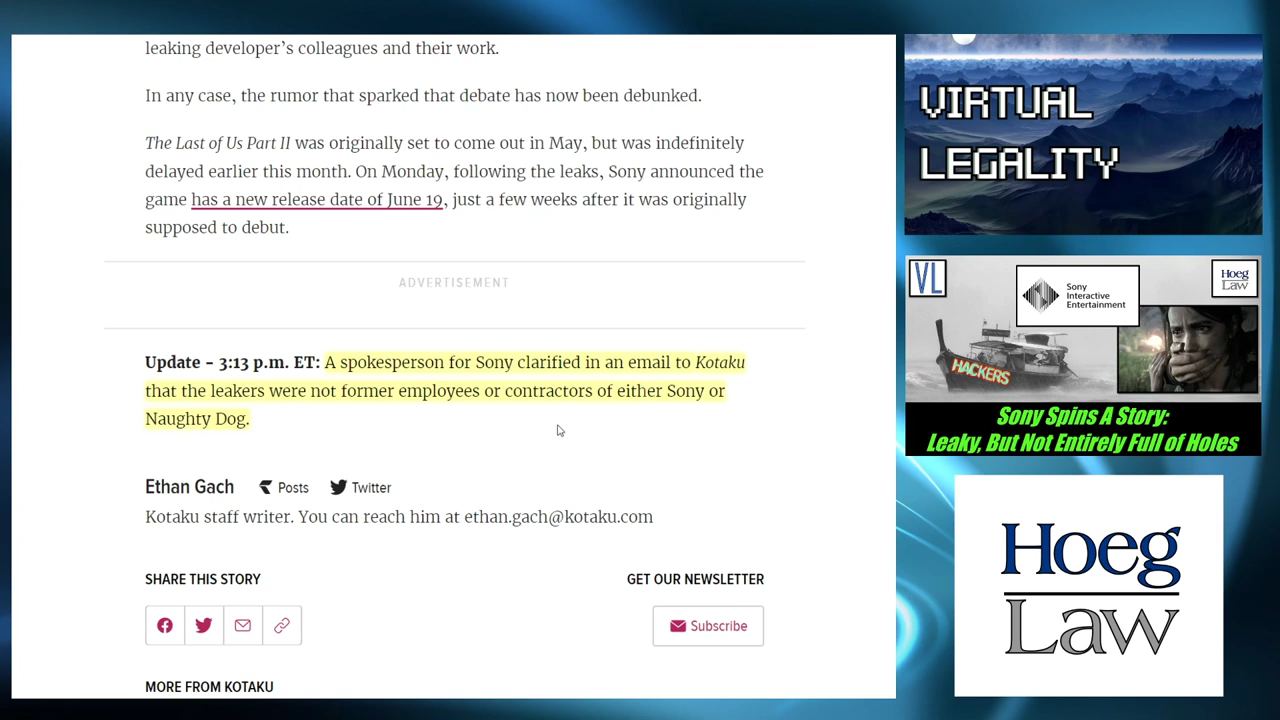 leaking developer's colleagues and their work.
In any case, the rumor that sparked that debate has now been debunked.
The Last of Us Part II was originally set to come out in May, but was indefinitely
delayed earlier this month. On Monday, following the leaks, Sony announced the
game has a new release date of June 19, just a few weeks after it was originally
supposed to debut.
ADVERTISEMENT
Update – 3:13 p.m. ET: A spokesperson for Sony clarified in an email to Kotaku
that the leakers were not former employees or contractors of either Sony or
Naughty Dog.
Ethan Gach Posts Twitter
Kotaku staff writer. You can reach him at ethan.gach@kotaku.com
SHARE THIS STORY
GET OUR NEWSLETTER
Subscribe
MORE FROM KOTAKU
VIRTUAL
LEGALITY
VL
Sony
Interactive
Entertainment
Hoeg
Law
HACKERS
Sony Spins A Story:
Leaky, But Not Entirely Full of Holes
Hoeg
Law